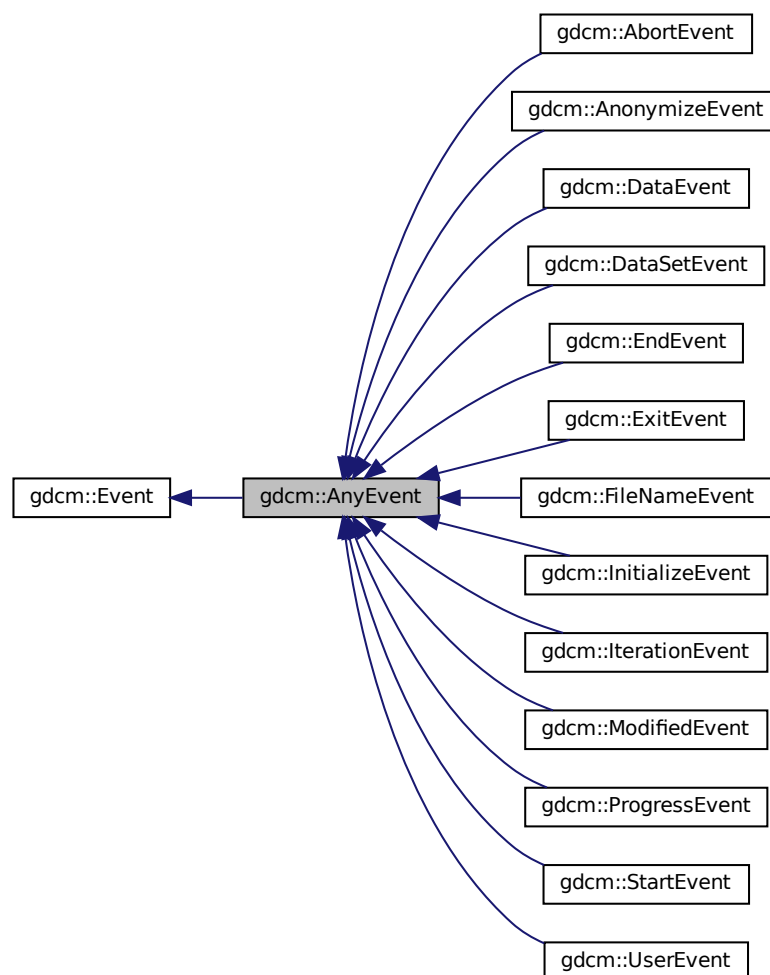 gdcm::AbortEvent
gdcm::AnonymizeEvent
gdcm::DataEvent
gdcm::DataSetEvent
gdcm::EndEvent
gdcm::ExitEvent
gdcm::Event
gdcm::AnyEvent
gdcm::FileNameEvent
gdcm::InitializeEvent
gdcm::IterationEvent
gdcm::ModifiedEvent
gdcm::ProgressEvent
gdcm::StartEvent
gdcm::UserEvent